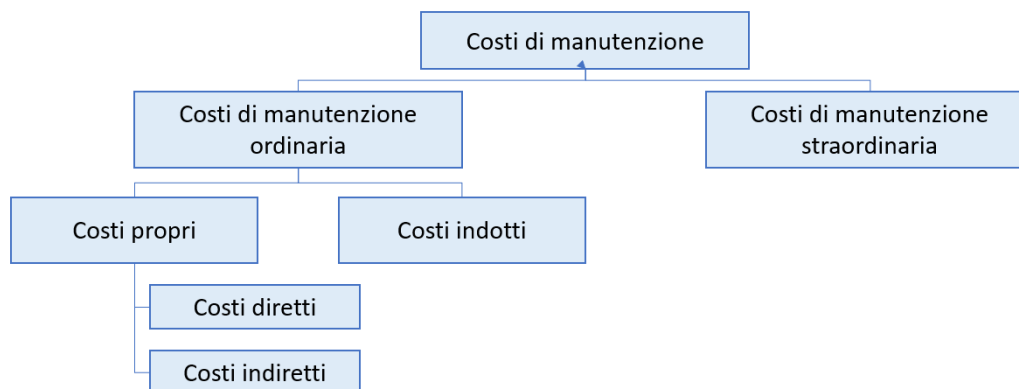 Costi di manutenzione
Costi di manutenzione
ordinaria
Costi di manutenzione
straordinaria
Costi propri
Costi indotti
Costi diretti
Costi indiretti